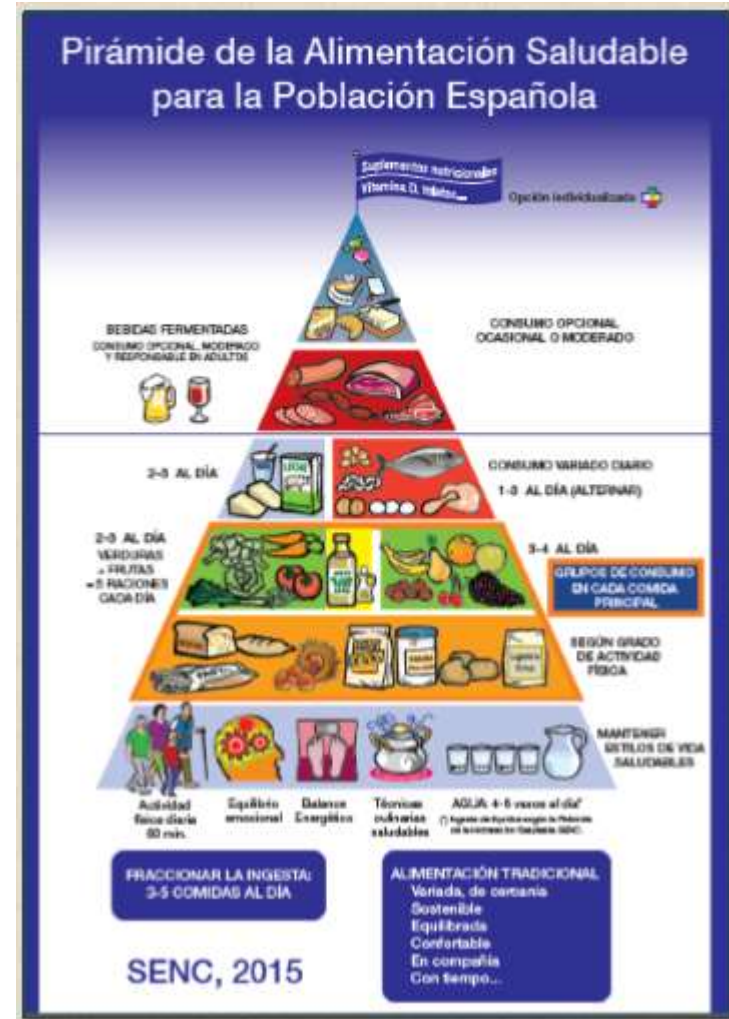 Pirámide de la Alimentación Saludable
para la Población Española
Suplementos nutricionales
Vitamina D, folatos...
Opción individualizada
BEBIDAS FERMENTADAS
CONSUMO OPCIONAL, MODERADO
Y RESPONSABLE EN ADULTOS
CONSUMO OPCIONAL,
OCASIONAL O MODERADO
2-3 AL DÍA
LECHE
CONSUMO VARIADO DIARIO
1-3 AL DÍA (ALTERNAR)
2-3 AL DÍA
VERDURAS
+ FRUTAS
=5 RACIONES
CADA DÍA
3-4 AL DÍA
GRUPOS DE CONSUMO
EN CADA COMIDA
PRINCIPAL
SEGÚN GRADO
DE ACTIVIDAD
FÍSICA
MANTENER
ESTILOS DE VIDA
SALUDABLES
Actividad
física diaria
60 min.
Equilibrio
emocional
Balance
Energético
Técnicas
culinarias
saludables
AGUA: 4-6 vasos al día*
FRACCIONAR LA INGESTA:
3-5 COMIDAS AL DÍA
ALIMENTACIÓN TRADICIONAL
Variada, de cercanía
Sostenible
Equilibrada
Confortable
En compañía
Con tiempo...
SENC, 2015